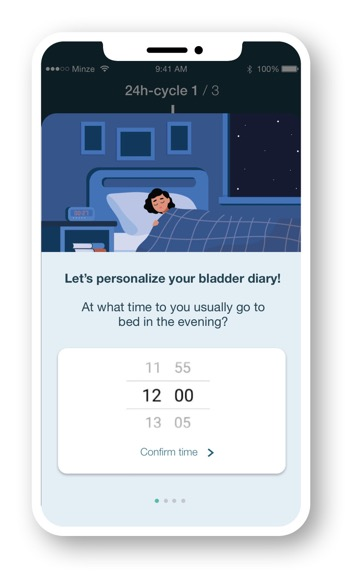 Minze 9:41 AM 100%
24h-cycle 1 / 3
Let's personalize your bladder diary!
At what time to you usually go to
bed in the evening?
11 55
12 00
13 05
Confirm time